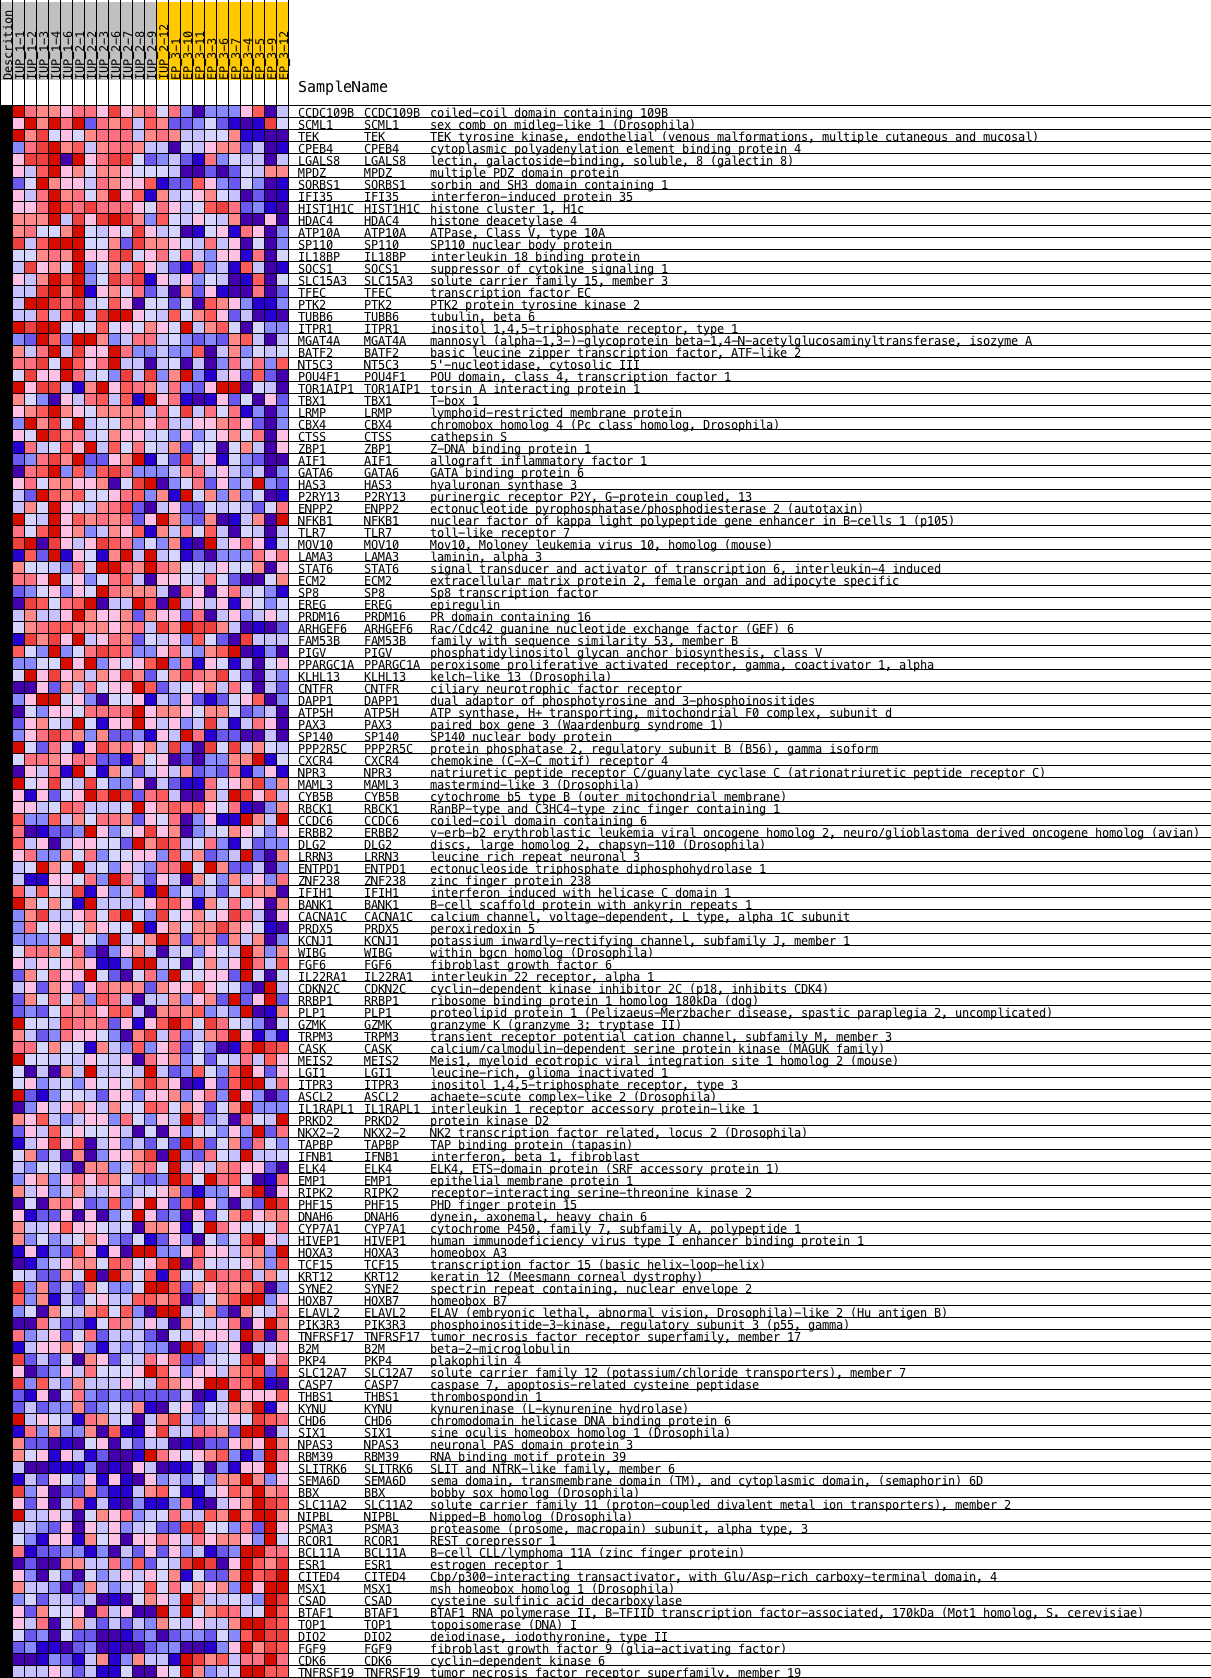 Descrition
IUP_1-1
IUP_1-2
IUP_1-3
IUP_1-4
IUP_1-6
IUP_2-1
IUP_2-2
IUP_2-3
IUP_2-6
IUP_2-7
IUP_2-8
IUP_2-9
IUP_2-12
EP_3-1
EP_3-10
EP_3-11
EP_3-3
EP_3-6
EP_3-7
EP_3-4
EP_3-5
EP_3-9
EP_3-12
SampleName
CCDC109B CCDC109B coiled-coil domain containing 109B
SCML1 SCML1 sex comb on midleg-like 1 (Drosophila)
TEK TEK TEK tyrosine kinase, endothelial (venous malformations, multiple cutaneous and mucosal)
CPEB4 CPEB4 cytoplasmic polyadenylation element binding protein 4
LGALS8 LGALS8 lectin, galactoside-binding, soluble, 8 (galectin 8)
MPDZ MPDZ multiple PDZ domain protein
SORBS1 SORBS1 sorbin and SH3 domain containing 1
IFI35 IFI35 interferon-induced protein 35
HIST1H1C HIST1H1C histone cluster 1, H1c
HDAC4 HDAC4 histone deacetylase 4
ATP10A ATP10A ATPase, Class V, type 10A
SP110 SP110 SP110 nuclear body protein
IL18BP IL18BP interleukin 18 binding protein
SOCS1 SOCS1 suppressor of cytokine signaling 1
SLC15A3 SLC15A3 solute carrier family 15, member 3
TFEC TFEC transcription factor EC
PTK2 PTK2 PTK2 protein tyrosine kinase 2
TUBB6 TUBB6 tubulin, beta 6
ITPR1 ITPR1 inositol 1,4,5-triphosphate receptor, type 1
MGAT4A MGAT4A mannosyl (alpha-1,3-)-glycoprotein beta-1,4-N-acetylglucosaminyltransferase, isozyme A
BATF2 BATF2 basic leucine zipper transcription factor, ATF-like 2
NT5C3 NT5C3 5'-nucleotidase, cytosolic III
POU4F1 POU4F1 POU domain, class 4, transcription factor 1
TOR1AIP1 TOR1AIP1 torsin A interacting protein 1
TBX1 TBX1 T-box 1
LRMP LRMP lymphoid-restricted membrane protein
CBX4 CBX4 chromobox homolog 4 (Pc class homolog, Drosophila)
CTSS CTSS cathepsin S
ZBP1 ZBP1 Z-DNA binding protein 1
AIF1 AIF1 allograft inflammatory factor 1
GATA6 GATA6 GATA binding protein 6
HAS3 HAS3 hyaluronan synthase 3
P2RY13 P2RY13 purinergic receptor P2Y, G-protein coupled, 13
ENPP2 ENPP2 ectonucleotide pyrophosphatase/phosphodiesterase 2 (autotaxin)
NFKB1 NFKB1 nuclear factor of kappa light polypeptide gene enhancer in B-cells 1 (p105)
TLR7 TLR7 toll-like receptor 7
MOV10 MOV10 Mov10, Moloney leukemia virus 10, homolog (mouse)
LAMA3 LAMA3 laminin, alpha 3
STAT6 STAT6 signal transducer and activator of transcription 6, interleukin-4 induced
ECM2 ECM2 extracellular matrix protein 2, female organ and adipocyte specific
SP8 SP8 Sp8 transcription factor
EREG EREG epiregulin
PRDM16 PRDM16 PR domain containing 16
ARHGEF6 ARHGEF6 Rac/Cdc42 guanine nucleotide exchange factor (GEF) 6
FAM53B FAM53B family with sequence similarity 53, member B
PIGV PIGV phosphatidylinositol glycan anchor biosynthesis, class V
PPARGC1A PPARGC1A peroxisome proliferative activated receptor, gamma, coactivator 1, alpha
KLHL13 KLHL13 kelch-like 13 (Drosophila)
CNTFR CNTFR ciliary neurotrophic factor receptor
DAPP1 DAPP1 dual adaptor of phosphotyrosine and 3-phosphoinositides
ATP5H ATP5H ATP synthase, H+ transporting, mitochondrial F0 complex, subunit d
PAX3 PAX3 paired box gene 3 (Waardenburg syndrome 1)
SP140 SP140 SP140 nuclear body protein
PPP2R5C PPP2R5C protein phosphatase 2, regulatory subunit B (B56), gamma isoform
CXCR4 CXCR4 chemokine (C-X-C motif) receptor 4
NPR3 NPR3 natriuretic peptide receptor C/guanylate cyclase C (atrionatriuretic peptide receptor C)
MAML3 MAML3 mastermind-like 3 (Drosophila)
CYB5B CYB5B cytochrome b5 type B (outer mitochondrial membrane)
RBCK1 RBCK1 RanBP-type and C3HC4-type zinc finger containing 1
CCDC6 CCDC6 coiled-coil domain containing 6
ERBB2 ERBB2 v-erb-b2 erythroblastic leukemia viral oncogene homolog 2, neuro/glioblastoma derived oncogene homolog (avian)
DLG2 DLG2 discs, large homolog 2, chapsyn-110 (Drosophila)
LRRN3 LRRN3 leucine rich repeat neuronal 3
ENTPD1 ENTPD1 ectonucleoside triphosphate diphosphohydrolase 1
ZNF238 ZNF238 zinc finger protein 238
IFIH1 IFIH1 interferon induced with helicase C domain 1
BANK1 BANK1 B-cell scaffold protein with ankyrin repeats 1
CACNA1C CACNA1C calcium channel, voltage-dependent, L type, alpha 1C subunit
PRDX5 PRDX5 peroxiredoxin 5
KCNJ1 KCNJ1 potassium inwardly-rectifying channel, subfamily J, member 1
WIBG WIBG within bgcn homolog (Drosophila)
FGF6 FGF6 fibroblast growth factor 6
IL22RA1 IL22RA1 interleukin 22 receptor, alpha 1
CDKN2C CDKN2C cyclin-dependent kinase inhibitor 2C (p18, inhibits CDK4)
RRBP1 RRBP1 ribosome binding protein 1 homolog 180kDa (dog)
PLP1 PLP1 proteolipid protein 1 (Pelizaeus-Merzbacher disease, spastic paraplegia 2, uncomplicated)
GZMK GZMK granzyme K (granzyme 3; tryptase II)
TRPM3 TRPM3 transient receptor potential cation channel, subfamily M, member 3
CASK CASK calcium/calmodulin-dependent serine protein kinase (MAGUK family)
MEIS2 MEIS2 Meis1, myeloid ecotropic viral integration site 1 homolog 2 (mouse)
LGI1 LGI1 leucine-rich, glioma inactivated 1
ITPR3 ITPR3 inositol 1,4,5-triphosphate receptor, type 3
ASCL2 ASCL2 achaete-scute complex-like 2 (Drosophila)
IL1RAPL1 IL1RAPL1 interleukin 1 receptor accessory protein-like 1
PRKD2 PRKD2 protein kinase D2
NKX2-2 NKX2-2 NK2 transcription factor related, locus 2 (Drosophila)
TAPBP TAPBP TAP binding protein (tapasin)
IFNB1 IFNB1 interferon, beta 1, fibroblast
ELK4 ELK4 ELK4, ETS-domain protein (SRF accessory protein 1)
EMP1 EMP1 epithelial membrane protein 1
RIPK2 RIPK2 receptor-interacting serine-threonine kinase 2
PHF15 PHF15 PHD finger protein 15
DNAH6 DNAH6 dynein, axonemal, heavy chain 6
CYP7A1 CYP7A1 cytochrome P450, family 7, subfamily A, polypeptide 1
HIVEP1 HIVEP1 human immunodeficiency virus type I enhancer binding protein 1
HOXA3 HOXA3 homeobox A3
TCF15 TCF15 transcription factor 15 (basic helix-loop-helix)
KRT12 KRT12 keratin 12 (Meesmann corneal dystrophy)
SYNE2 SYNE2 spectrin repeat containing, nuclear envelope 2
HOXB7 HOXB7 homeobox B7
ELAVL2 ELAVL2 ELAV (embryonic lethal, abnormal vision, Drosophila)-like 2 (Hu antigen B)
PIK3R3 PIK3R3 phosphoinositide-3-kinase, regulatory subunit 3 (p55, gamma)
TNFRSF17 TNFRSF17 tumor necrosis factor receptor superfamily, member 17
B2M B2M beta-2-microglobulin
PKP4 PKP4 plakophilin 4
SLC12A7 SLC12A7 solute carrier family 12 (potassium/chloride transporters), member 7
CASP7 CASP7 caspase 7, apoptosis-related cysteine peptidase
THBS1 THBS1 thrombospondin 1
KYNU KYNU kynureninase (L-kynurenine hydrolase)
CHD6 CHD6 chromodomain helicase DNA binding protein 6
SIX1 SIX1 sine oculis homeobox homolog 1 (Drosophila)
NPAS3 NPAS3 neuronal PAS domain protein 3
RBM39 RBM39 RNA binding motif protein 39
SLITRK6 SLITRK6 SLIT and NTRK-like family, member 6
SEMA6D SEMA6D sema domain, transmembrane domain (TM), and cytoplasmic domain, (semaphorin) 6D
BBX BBX bobby sox homolog (Drosophila)
SLC11A2 SLC11A2 solute carrier family 11 (proton-coupled divalent metal ion transporters), member 2
NIPBL NIPBL Nipped-B homolog (Drosophila)
PSMA3 PSMA3 proteasome (prosome, macropain) subunit, alpha type, 3
RCOR1 RCOR1 REST corepressor 1
BCL11A BCL11A B-cell CLL/lymphoma 11A (zinc finger protein)
ESR1 ESR1 estrogen receptor 1
CITED4 CITED4 Cbp/p300-interacting transactivator, with Glu/Asp-rich carboxy-terminal domain, 4
MSX1 MSX1 msh homeobox homolog 1 (Drosophila)
CSAD CSAD cysteine sulfinic acid decarboxylase
BTAF1 BTAF1 BTAF1 RNA polymerase II, B-TFIID transcription factor-associated, 170kDa (Mot1 homolog, S. cerevisiae)
TOP1 TOP1 topoisomerase (DNA) I
DIO2 DIO2 deiodinase, iodothyronine, type II
FGF9 FGF9 fibroblast growth factor 9 (glia-activating factor)
CDK6 CDK6 cyclin-dependent kinase 6
TNFRSF19 TNFRSF19 tumor necrosis factor receptor superfamily, member 19